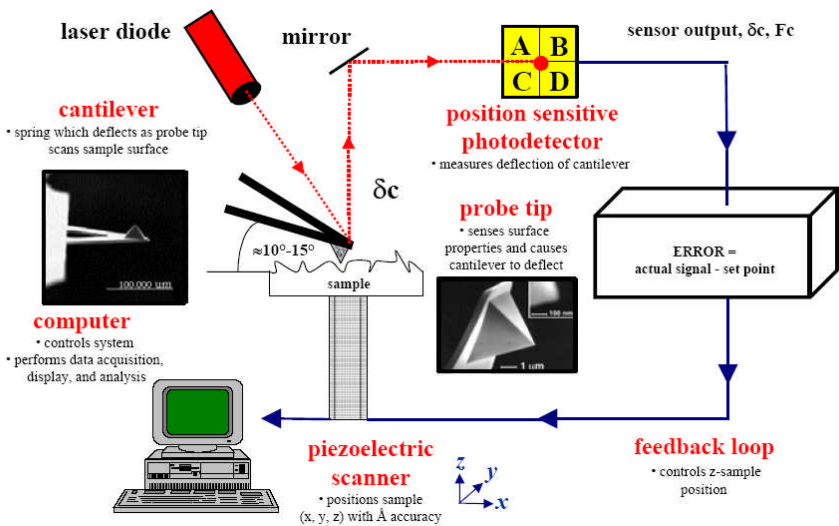 laser diode
mirror
A B
C D
sensor output, δc, Fc
cantilever
• spring which deflects as probe tip
scans sample surface
position sensitive
photodetector
• measures deflection of cantilever
δc
probe tip
• senses surface
properties and causes
cantilever to deflect
≈10°-15°
sample
100.000 um
100 nm
1 µm
ERROR =
actual signal - set point
computer
• controls system
• performs data acquisition,
display, and analysis
piezoelectric
scanner
• positions sample
(x, y, z) with Å accuracy
z
y
x
feedback loop
• controls z-sample
position